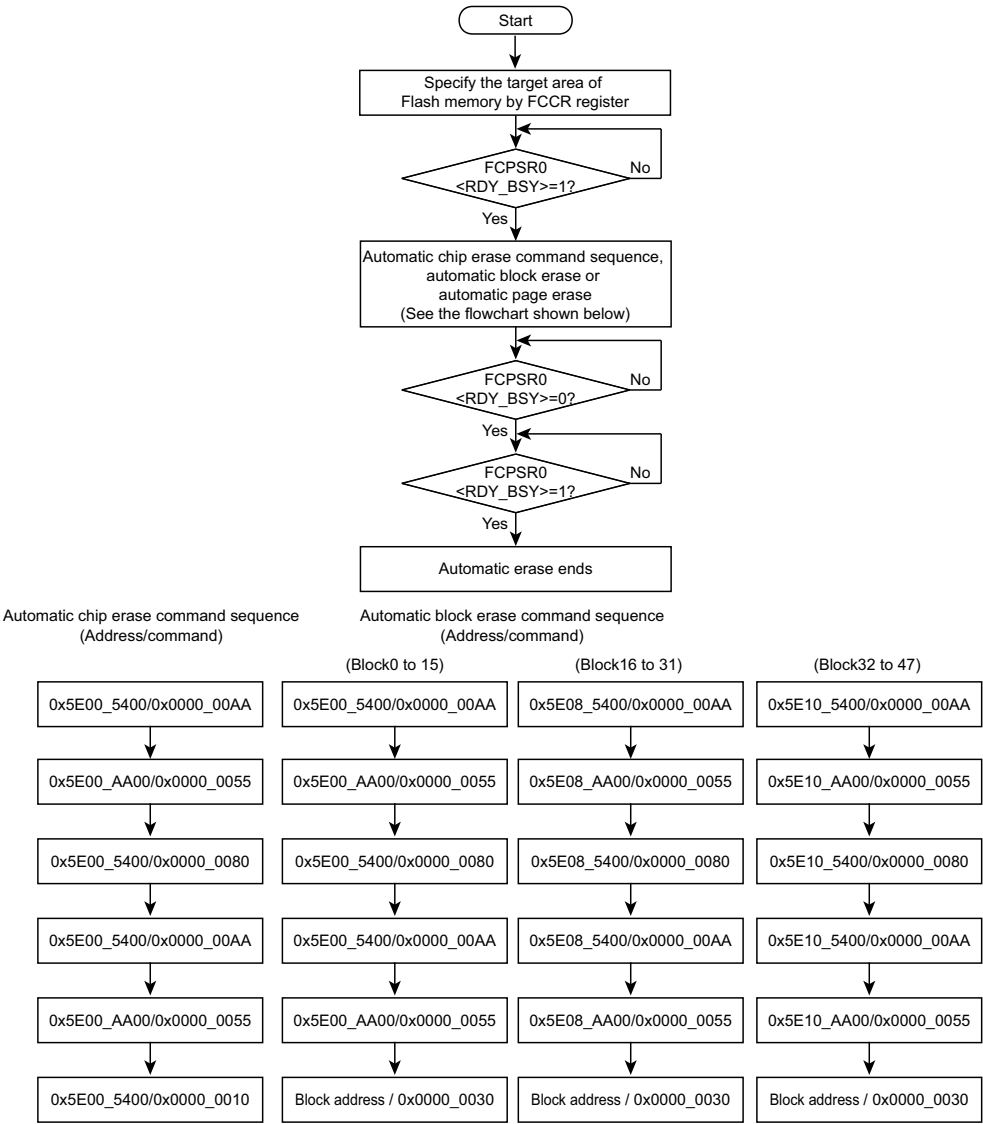 Start
Specify the target area of
Flash memory by FCCR register
FCPSR0
<RDY_BSY>=1?
No
Yes
Automatic chip erase command sequence,
automatic block erase or
automatic page erase
(See the flowchart shown below)
FCPSR0
<RDY_BSY>=0?
No
Yes
FCPSR0
<RDY_BSY>=1?
No
Yes
Automatic erase ends
Automatic chip erase command sequence
(Address/command)
0x5E00_5400/0x0000_00AA
0x5E00_AA00/0x0000_0055
0x5E00_5400/0x0000_0080
0x5E00_5400/0x0000_00AA
0x5E00_AA00/0x0000_0055
0x5E00_5400/0x0000_0010
Automatic block erase command sequence
(Address/command)
(Block0 to 15)
0x5E00_5400/0x0000_00AA
0x5E00_AA00/0x0000_0055
0x5E00_5400/0x0000_0080
0x5E00_5400/0x0000_00AA
0x5E00_AA00/0x0000_0055
Block address / 0x0000_0030
(Block16 to 31)
0x5E08_5400/0x0000_00AA
0x5E08_AA00/0x0000_0055
0x5E08_5400/0x0000_0080
0x5E08_5400/0x0000_00AA
0x5E08_AA00/0x0000_0055
Block address / 0x0000_0030
(Block32 to 47)
0x5E10_5400/0x0000_00AA
0x5E10_AA00/0x0000_0055
0x5E10_5400/0x0000_0080
0x5E10_5400/0x0000_00AA
0x5E10_AA00/0x0000_0055
Block address / 0x0000_0030